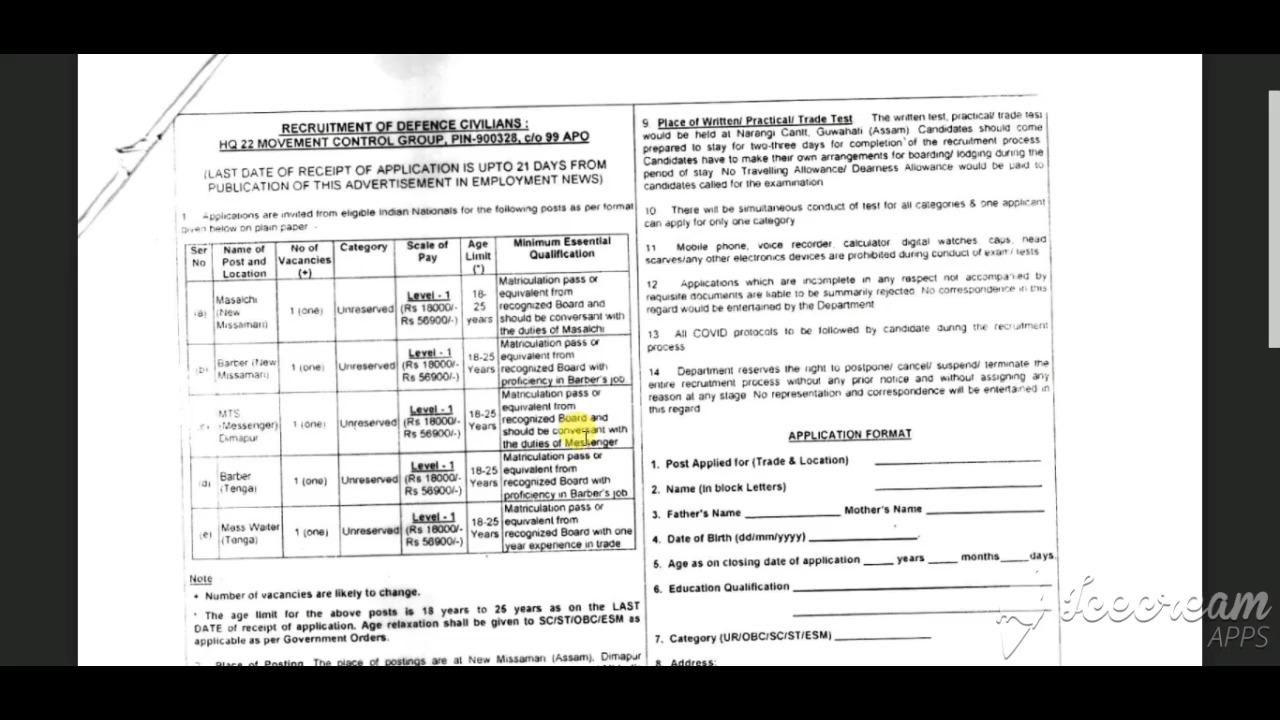 RECRUITMENT OF DEFENCE CIVILIANS :
HQ 22 MOVEMENT CONTROL GROUP, PIN-900328, c/o 99 APO
(LAST DATE OF RECEIPT OF APPLICATION IS UPTO 21 DAYS FROM
PUBLICATION OF THIS ADVERTISEMENT IN EMPLOYMENT NEWS)
1 Applications are invited from eligible Indian Nationals for the following posts as per format
given below on plain paper
Ser No | Name of Post and Location | No of Vacancies (+) | Category | Scale of Pay | Age Limit (*) | Minimum Essential Qualification
(a) | Masalchi (New Missamari) | 1 (one) | Unreserved | Level - 1 (Rs 18000/- Rs 56900/-) | 18-25 years | Matriculation pass or equivalent from recognized Board and should be conversant with the duties of Masalchi
(b) | Barber (New Missamari) | 1 (one) | Unreserved | Level - 1 (Rs 18000/- Rs 56900/-) | 18-25 Years | Matriculation pass or equivalent from recognized Board with proficiency in Barber's job
(c) | MTS (Messenger) Dimapur | 1 (one) | Unreserved | Level - 1 (Rs 18000/- Rs 56900/-) | 18-25 Years | Matriculation pass or equivalent from recognized Board and should be conversant with the duties of Messenger
(d) | Barber (Tenga) | 1 (one) | Unreserved | Level - 1 (Rs 18000/- Rs 56900/-) | 18-25 Years | Matriculation pass or equivalent from recognized Board with proficiency in Barber's job
(e) | Mess Waiter (Tenga) | 1 (one) | Unreserved | Level - 1 (Rs 18000/- Rs 56900/-) | 18-25 Years | Matriculation pass or equivalent from recognized Board with one year experience in trade
Note
+ Number of vacancies are likely to change.
* The age limit for the above posts is 18 years to 25 years as on the LAST
DATE of receipt of application. Age relaxation shall be given to SC/ST/OBC/ESM as
applicable as per Government Orders.
Place of Posting. The place of postings are at New Missamari (Assam), Dimapur
9 Place of Written/ Practical/ Trade Test The written test, practical/ trade test
would be held at Narangi Cantt, Guwahati (Assam) Candidates should come
prepared to stay for two-three days for completion of the recruitment process
Candidates have to make their own arrangements for boarding/ lodging during the
period of stay No Travelling Allowance/ Dearness Allowance would be paid to
candidates called for the examination
10 There will be simultaneous conduct of test for all categories & one applicant
can apply for only one category
11 Mobile phone, voice recorder, calculator digital watches, caps, head
scarves/any other electronics devices are prohibited during conduct of exam/ tests
12 Applications which are incomplete in any respect not accompanied by
requisite documents are liable to be summarily rejected. No correspondence in this
regard would be entertained by the Department
13 All COVID protocols to be followed by candidate during the recruitment
process
14 Department reserves the right to postpone/ cancel/ suspend/ terminate the
entire recruitment process without any prior notice and without assigning any
reason at any stage No representation and correspondence will be entertained in
this regard
APPLICATION FORMAT
1. Post Applied for (Trade & Location)
2. Name (In block Letters)
3. Father's Name Mother's Name
4. Date of Birth (dd/mm/yyyy)
5. Age as on closing date of application years months days.
6. Education Qualification
7. Category (UR/OBC/SC/ST/ESM)
8 Address:
Icecream
APPS